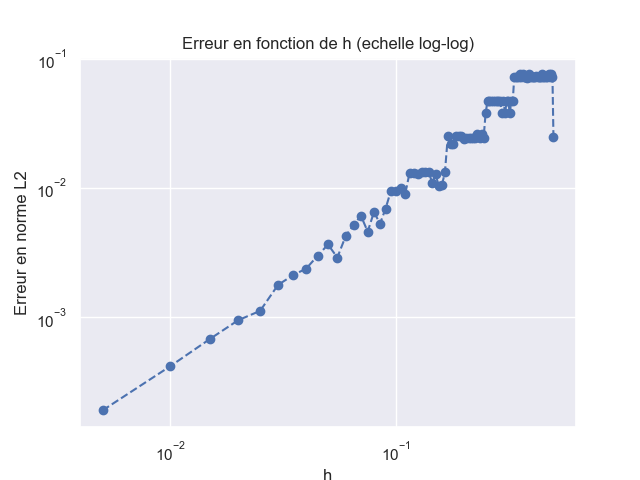 Erreur en fonction de h (echelle log-log)
Erreur en norme L2
10⁻¹
10⁻²
10⁻³
10⁻²
10⁻¹
h